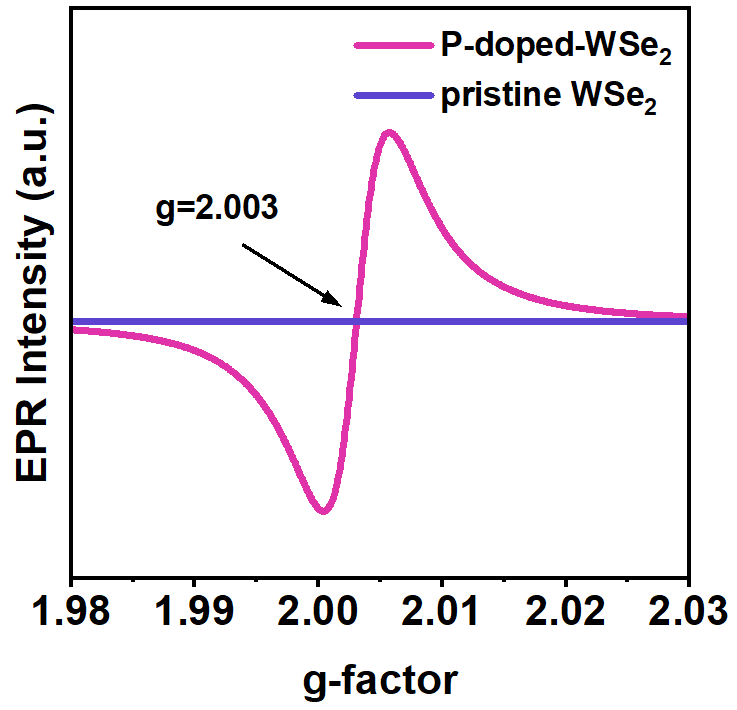 P-doped-WSe₂
pristine WSe₂
g=2.003
EPR Intensity (a.u.)
1.98 1.99 2.00 2.01 2.02 2.03
g-factor